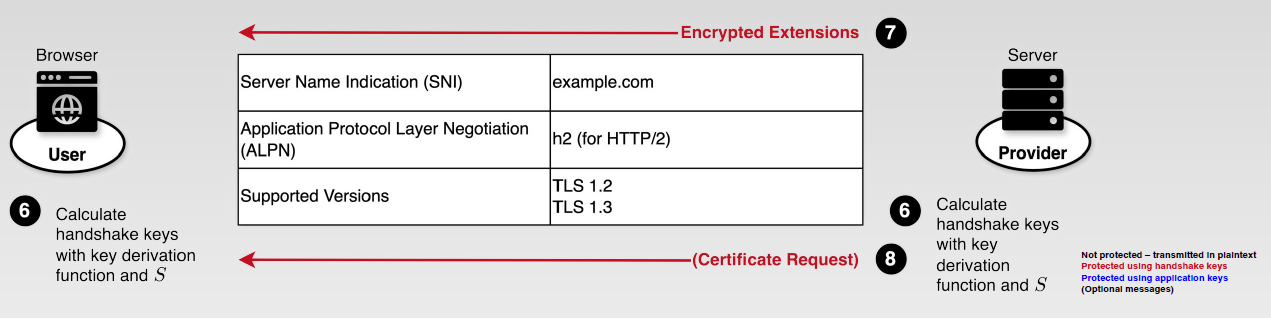 Encrypted Extensions 7
Browser
Server
Server Name Indication (SNI) example.com
Application Protocol Layer Negotiation
(ALPN)
h2 (for HTTP/2)
Supported Versions
TLS 1.2
TLS 1.3
User
Provider
6 Calculate
handshake keys
with key derivation
function and S
6 Calculate
handshake keys
with key
derivation
function and S
(Certificate Request) 8
Not protected – transmitted in plaintext
Protected using handshake keys
Protected using application keys
(Optional messages)